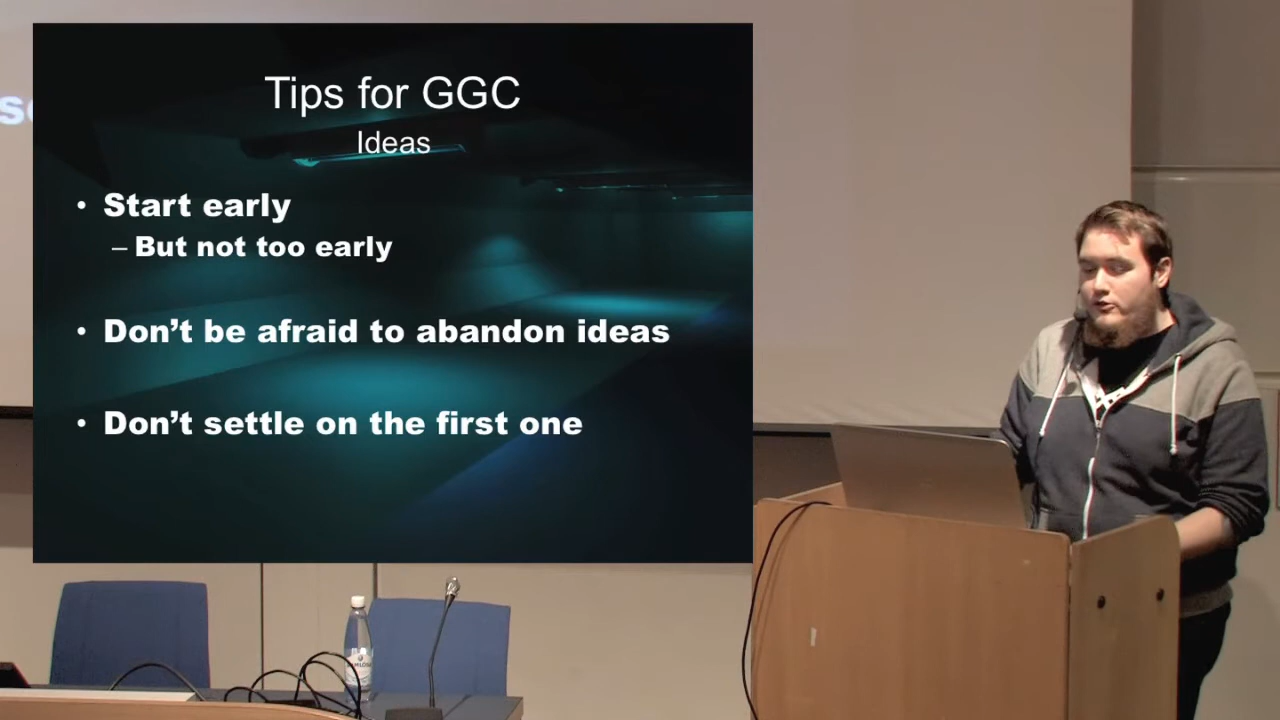 Tips for GGC
Ideas
• Start early
– But not too early
• Don't be afraid to abandon ideas
• Don't settle on the first one